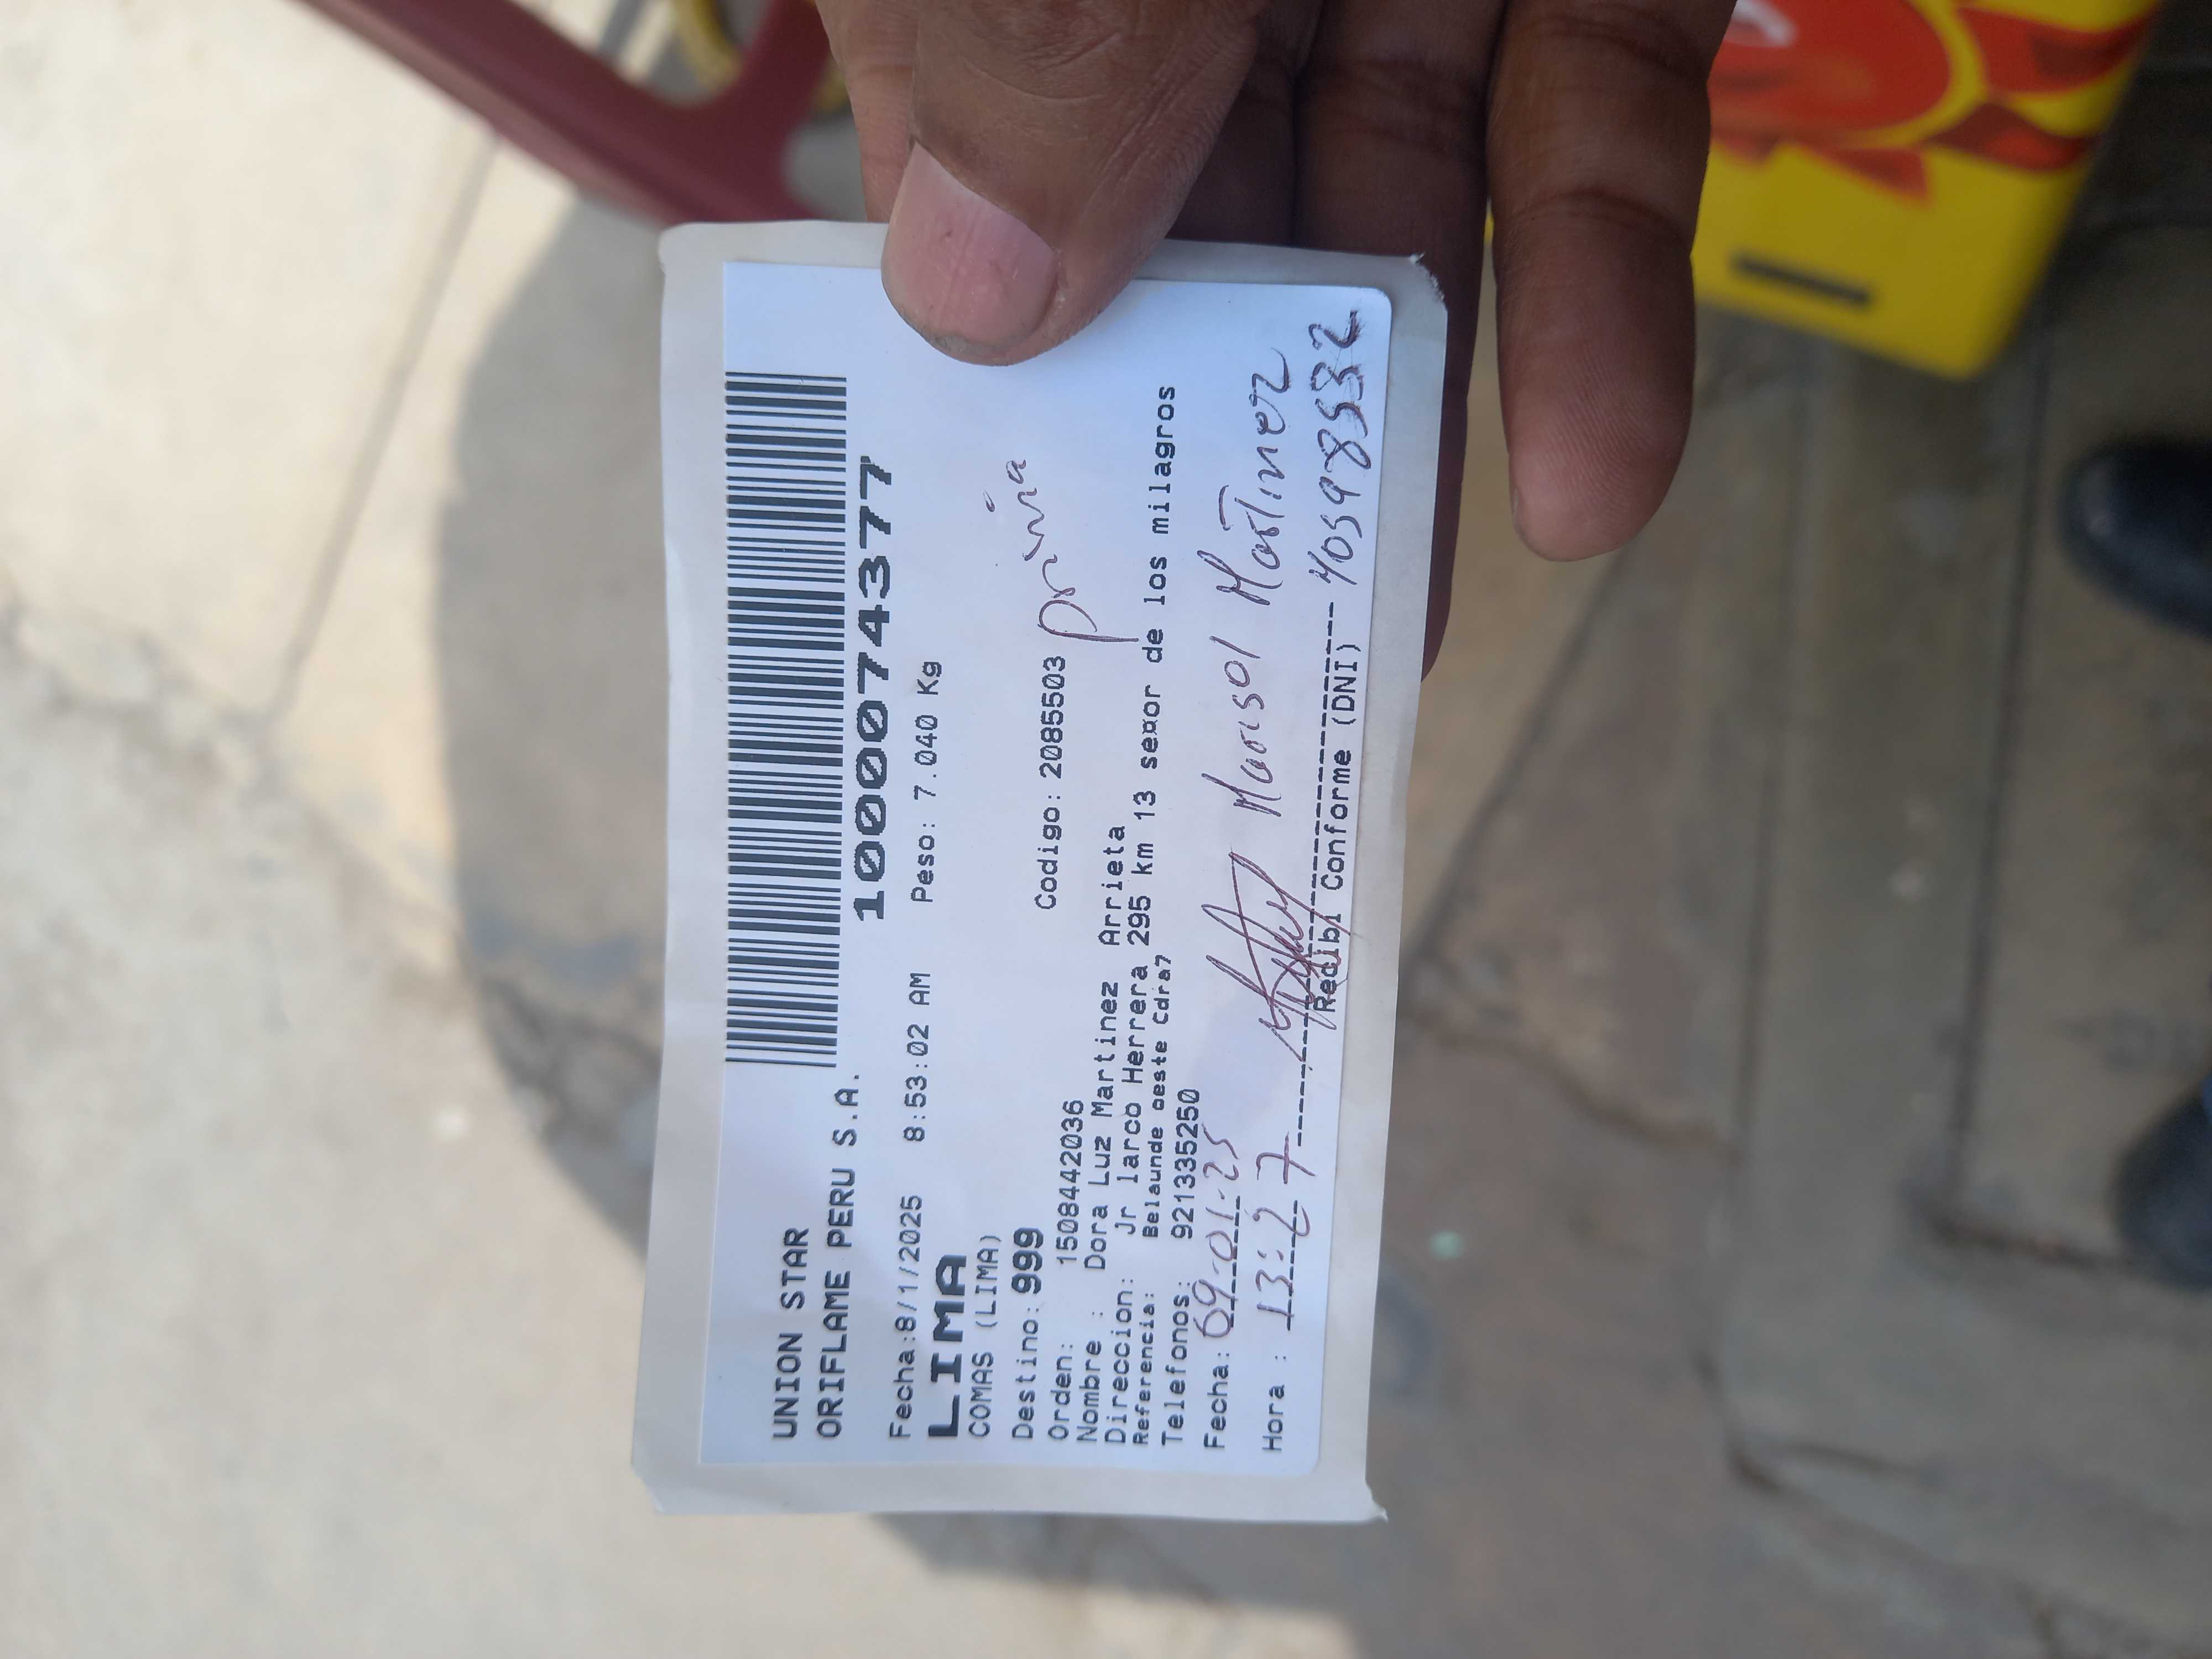 UNION STAR
ORIFLAME PERU S.A.
1000074377
Fecha:8/1/2025 8:53:02 AM Peso: 7.040 Kg
LIMA
COMAS (LIMA)
Destino: 999
Codigo: 2085503
prima
Orden: 1508442036
Nombre : Dora Luz Martinez Arrieta
Direccion: Jr larco Herrera 295 km 13 senor de los milagros
Referencia: Belaunde oeste Cdra7
Telefonos: 921335250
Fecha: 09-01-25
Marisol Martinez
Hora : 13:27
Recibi Conforme (DNI)